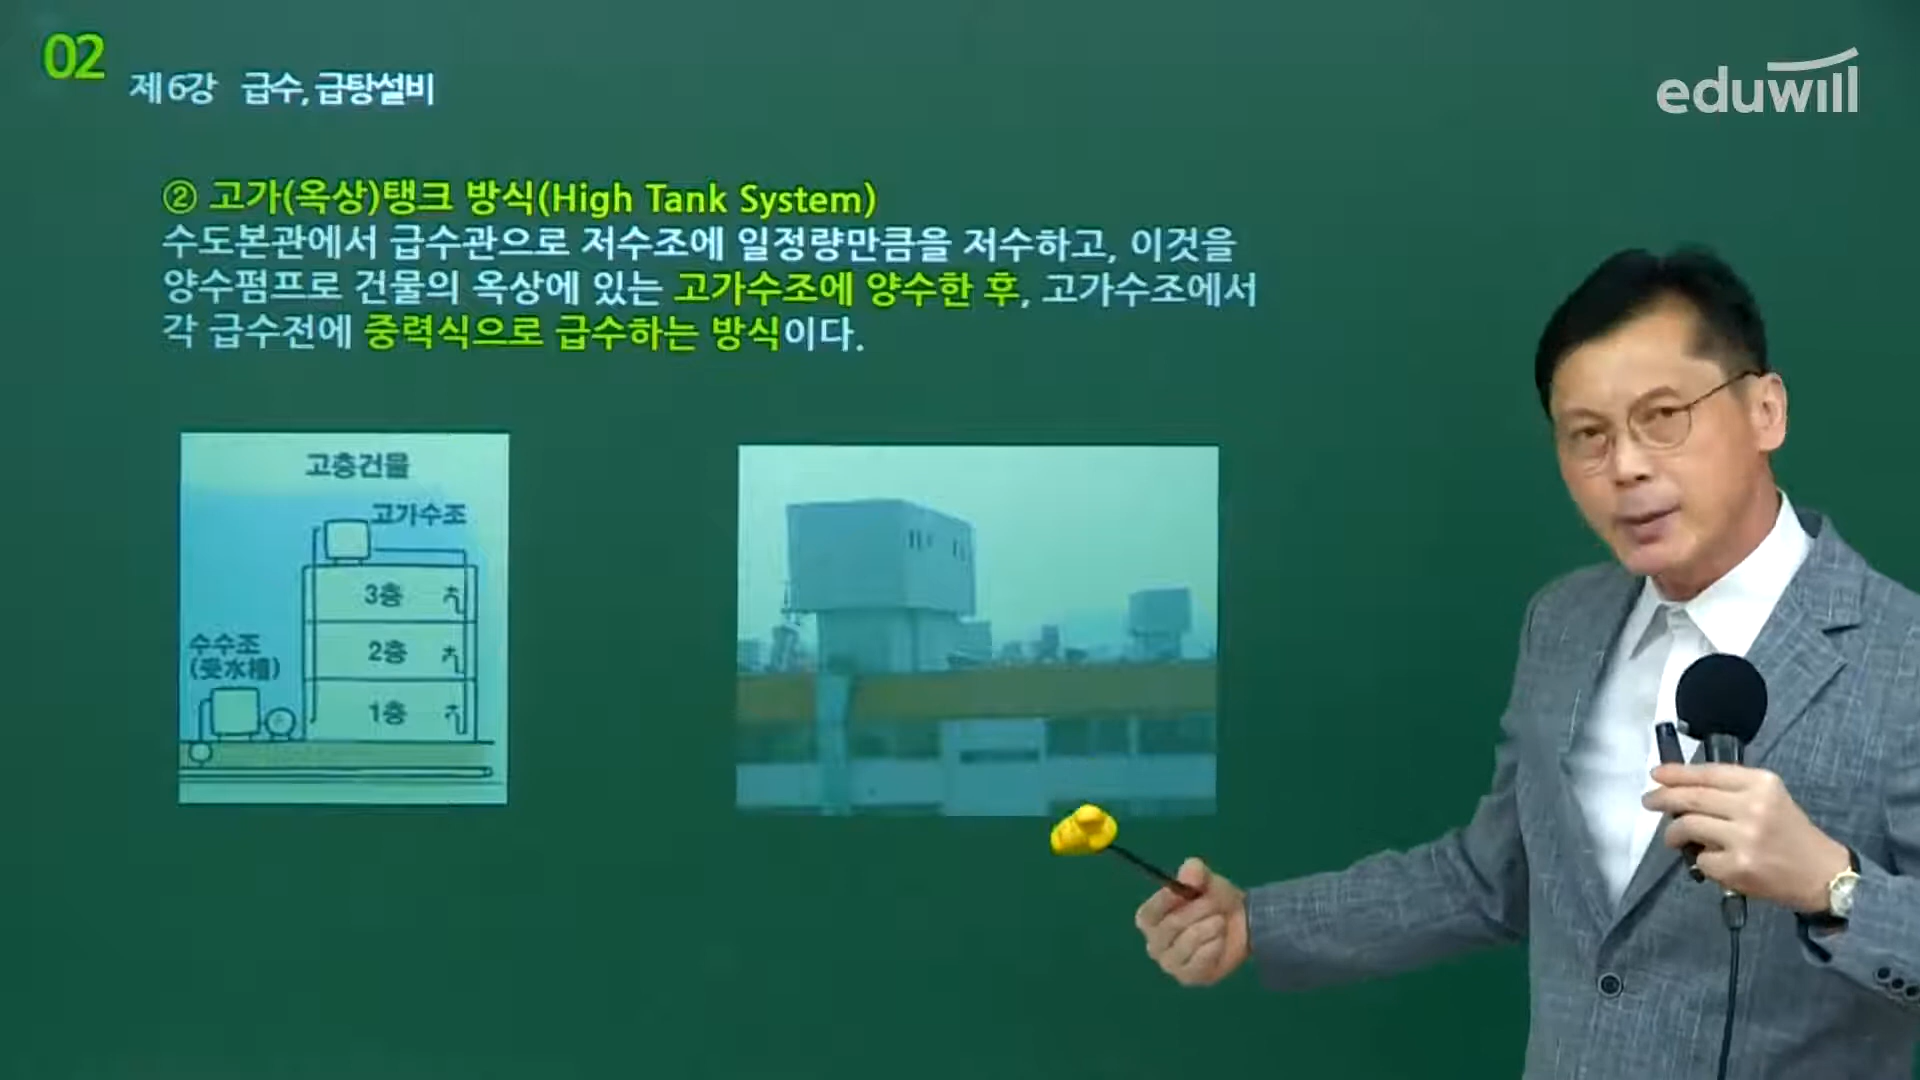 02
제6강 급수, 급탕설비
eduwill
② 고가(옥상)탱크 방식(High Tank System)
수도본관에서 급수관으로 저수조에 일정량만큼을 저수하고, 이것을
양수펌프로 건물의 옥상에 있는 고가수조에 양수한 후, 고가수조에서
각 급수전에 중력식으로 급수하는 방식이다.
고층건물
고가수조
3층
수수조
(受水槽)
2층
1층